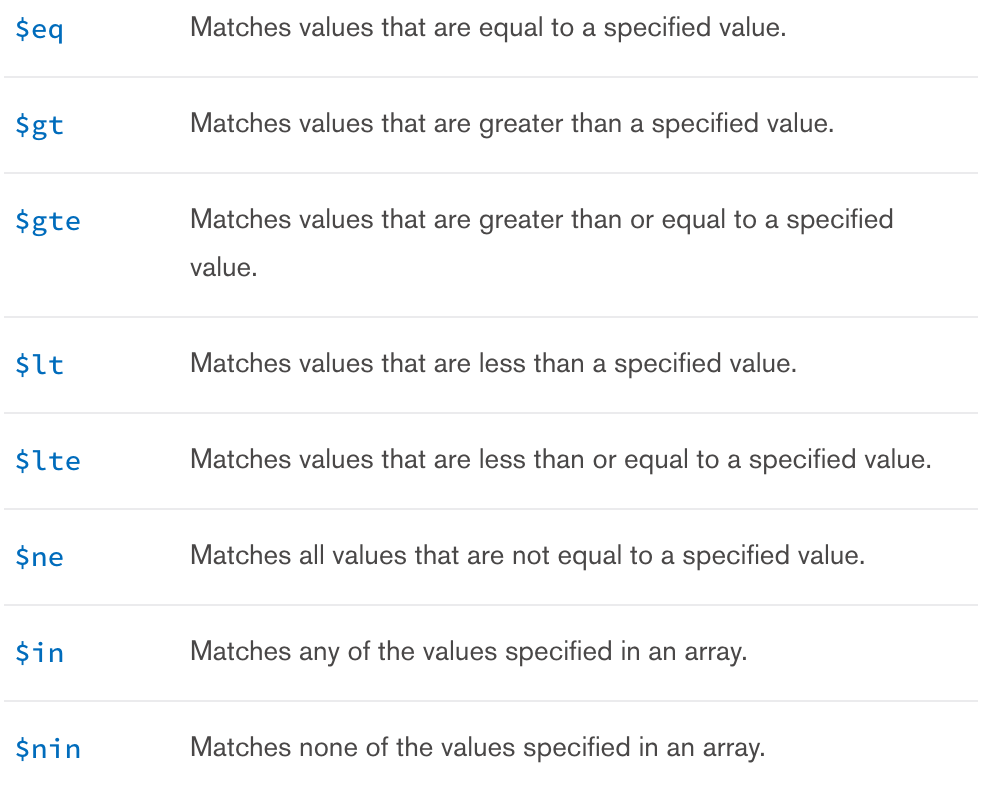 $eq Matches values that are equal to a specified value.
$gt Matches values that are greater than a specified value.
$gte Matches values that are greater than or equal to a specified
value.
$lt Matches values that are less than a specified value.
$lte Matches values that are less than or equal to a specified value.
$ne Matches all values that are not equal to a specified value.
$in Matches any of the values specified in an array.
$nin Matches none of the values specified in an array.